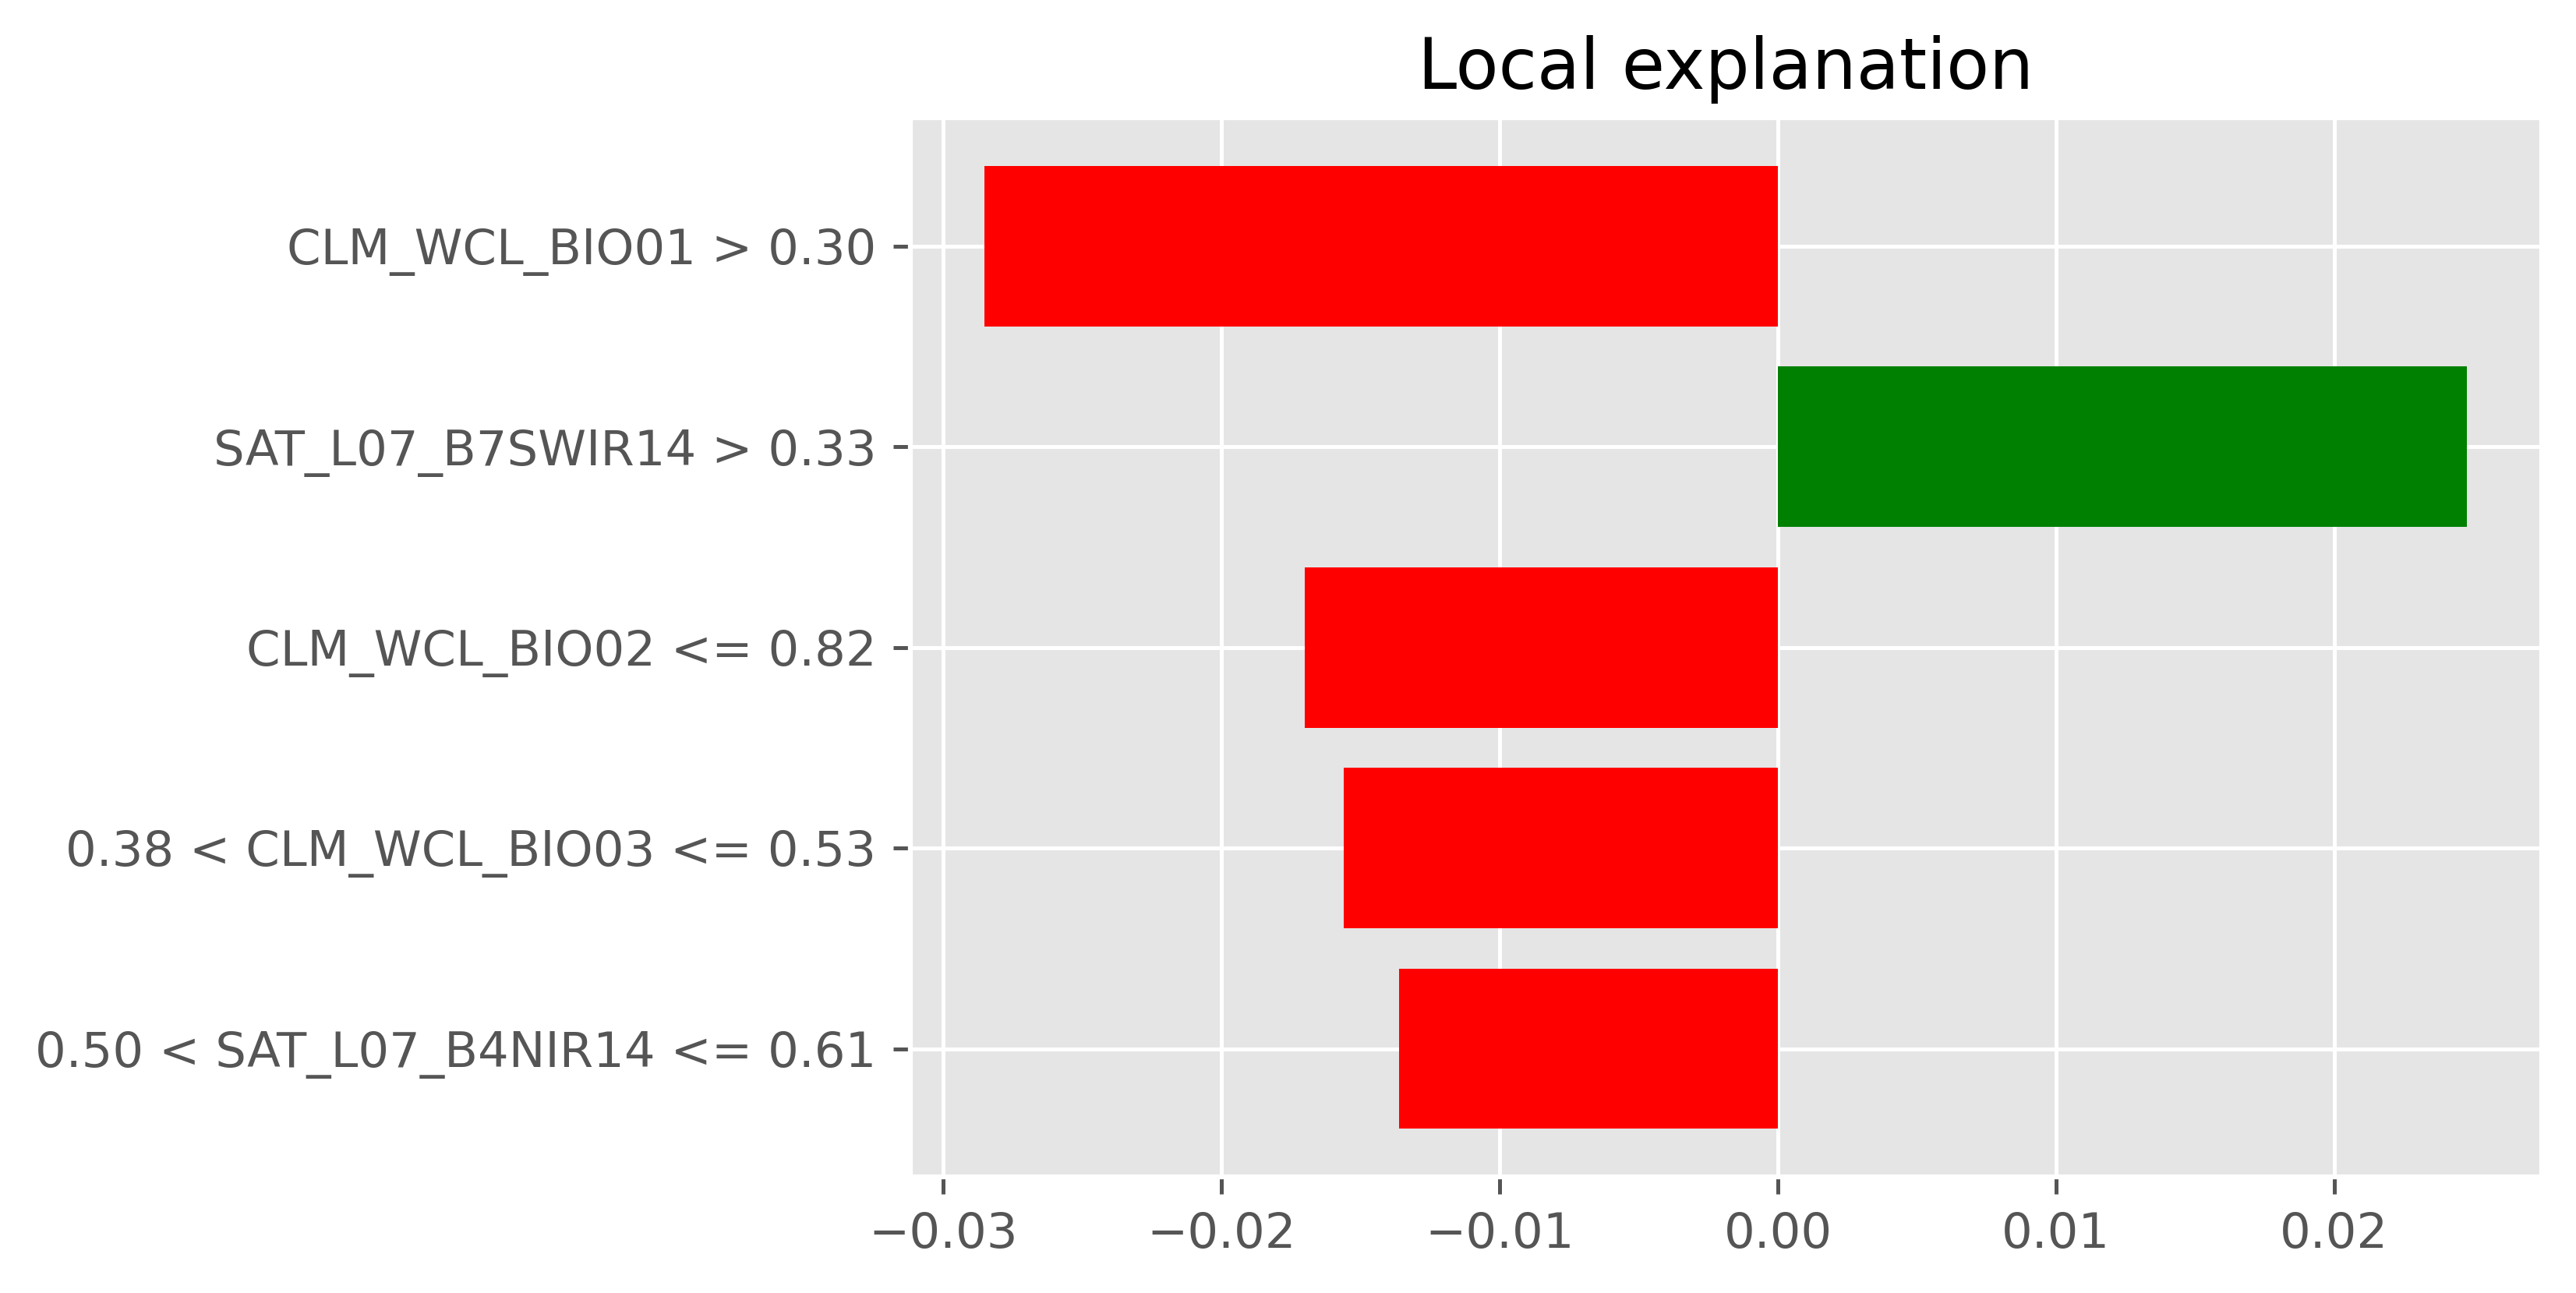 Local explanation
CLM_WCL_BIO01 > 0.30
SAT_L07_B7SWIR14 > 0.33
CLM_WCL_BIO02 <= 0.82
0.38 < CLM_WCL_BIO03 <= 0.53
0.50 < SAT_L07_B4NIR14 <= 0.61
−0.03 −0.02 −0.01 0.00 0.01 0.02